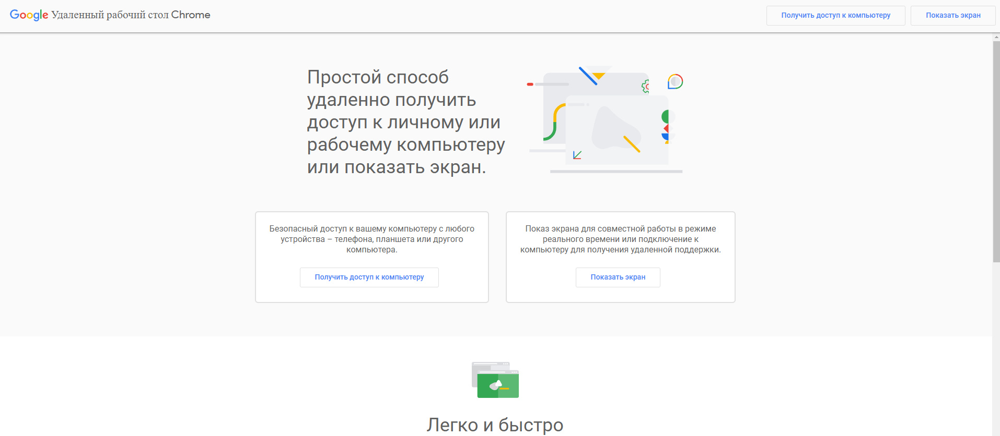 Google Удаленный рабочий стол Chrome
Получить доступ к компьютеру
Показать экран
Простой способ
удаленно получить
доступ к личному или
рабочему компьютеру
или показать экран.
Безопасный доступ к вашему компьютеру с любого
устройства – телефона, планшета или другого
компьютера.
Получить доступ к компьютеру
Показ экрана для совместной работы в режиме
реального времени или подключение к
компьютеру для получения удаленной поддержки.
Показать экран
Легко и быстро